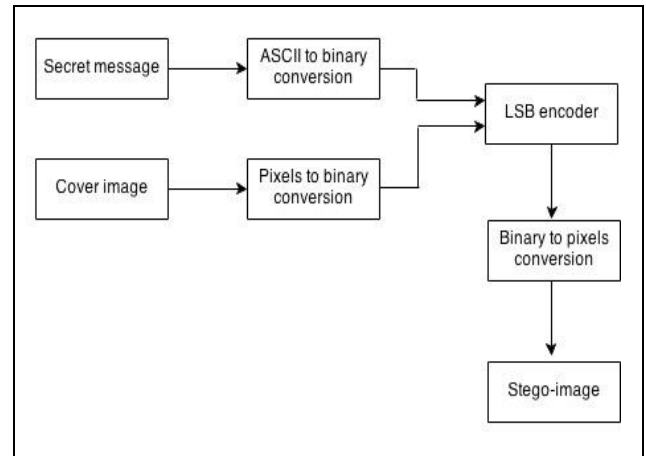 Secret message
ASCII to binary
conversion
LSB encoder
Cover image
Pixels to binary
conversion
Binary to pixels
conversion
Stego-image